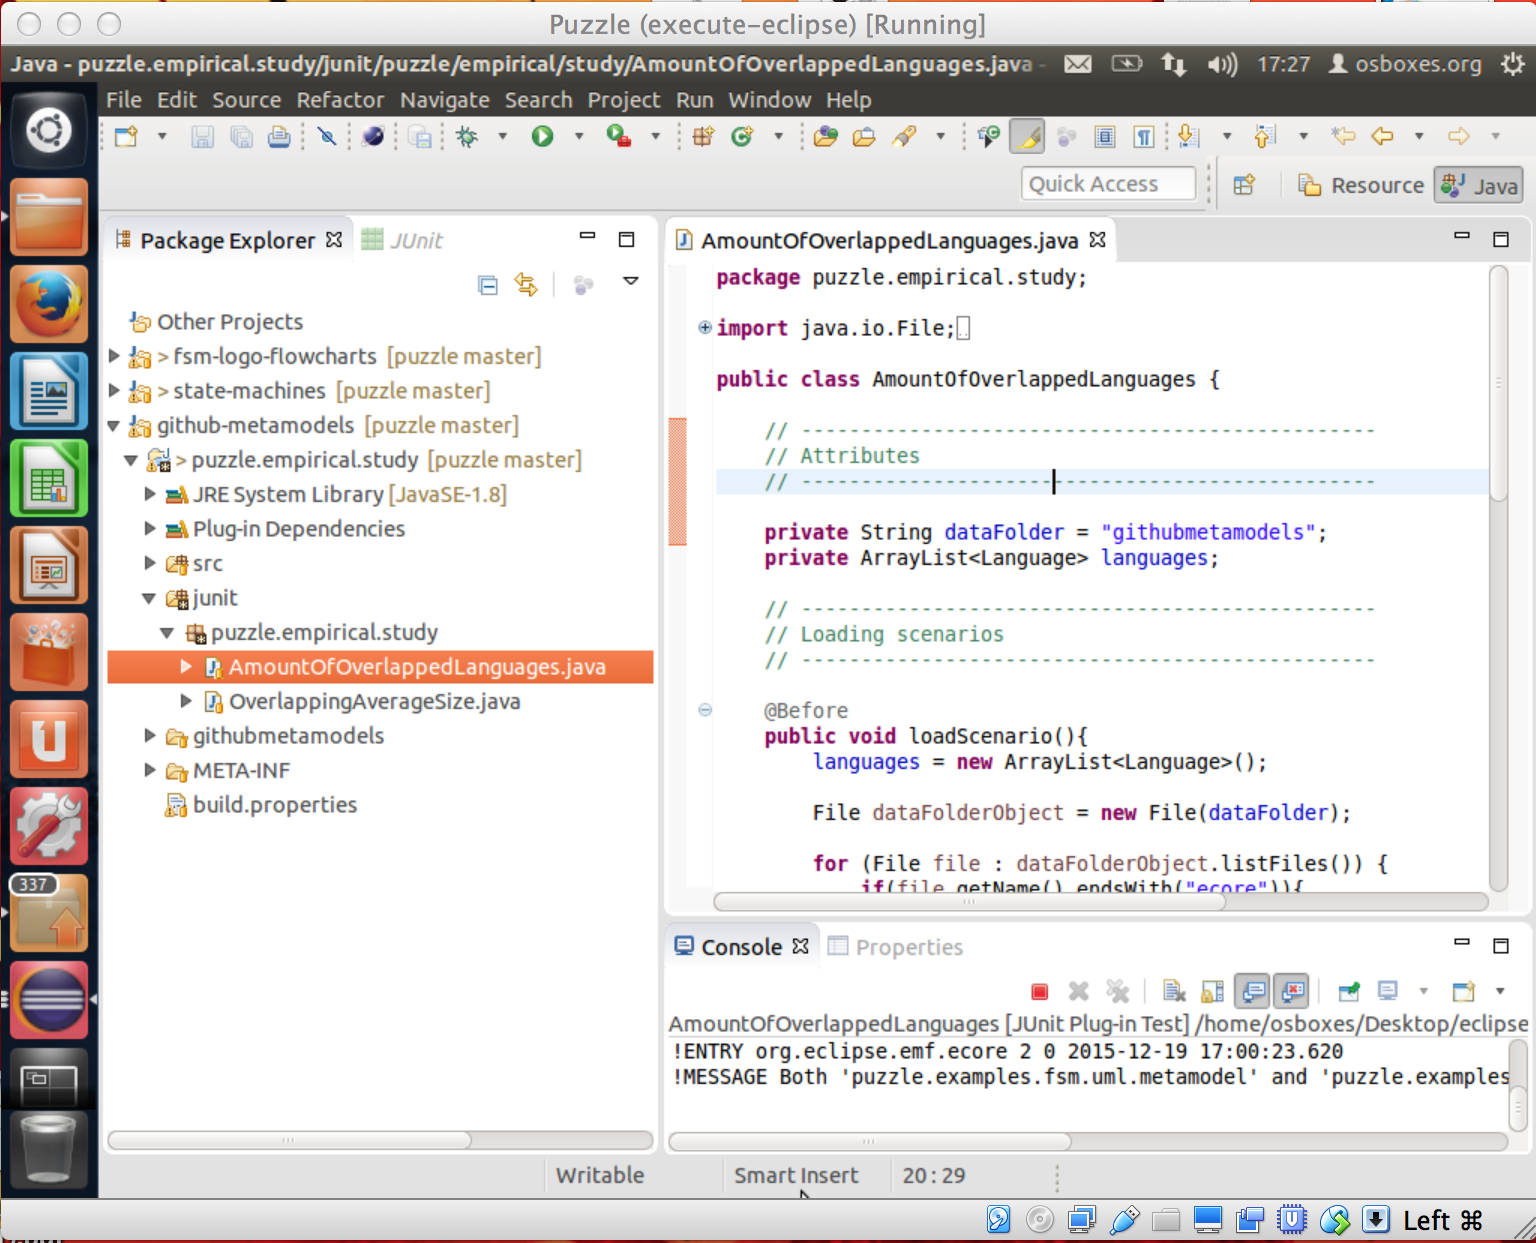 Puzzle (execute-eclipse) [Running]
Java - puzzle.empirical.study/junit/puzzle/empirical/study/AmountOfOverlappedLanguages.java - 17:27 osboxes.org
File Edit Source Refactor Navigate Search Project Run Window Help
Quick Access Resource Java
Package Explorer JUnit
Other Projects
> fsm-logo-flowcharts [puzzle master]
> state-machines [puzzle master]
github-metamodels [puzzle master]
> puzzle.empirical.study [puzzle master]
JRE System Library [JavaSE-1.8]
Plug-in Dependencies
src
junit
puzzle.empirical.study
AmountOfOverlappedLanguages.java
OverlappingAverageSize.java
githubmetamodels
META-INF
build.properties
337
AmountOfOverlappedLanguages.java
package puzzle.empirical.study;
import java.io.File;
public class AmountOfOverlappedLanguages {
// ------------------------------------------------
// Attributes
// ------------------------------------------------
private String dataFolder = "githubmetamodels";
private ArrayList<Language> languages;
// ------------------------------------------------
// Loading scenarios
// ------------------------------------------------
@Before
public void loadScenario(){
languages = new ArrayList<Language>();
File dataFolderObject = new File(dataFolder);
for (File file : dataFolderObject.listFiles()) {
if(file.getName().endsWith("ecore")){
Console Properties
AmountOfOverlappedLanguages [JUnit Plug-in Test] /home/osboxes/Desktop/eclipse
!ENTRY org.eclipse.emf.ecore 2 0 2015-12-19 17:00:23.620
!MESSAGE Both 'puzzle.examples.fsm.uml.metamodel' and 'puzzle.examples
Writable Smart Insert 20 : 29
Left ⌘